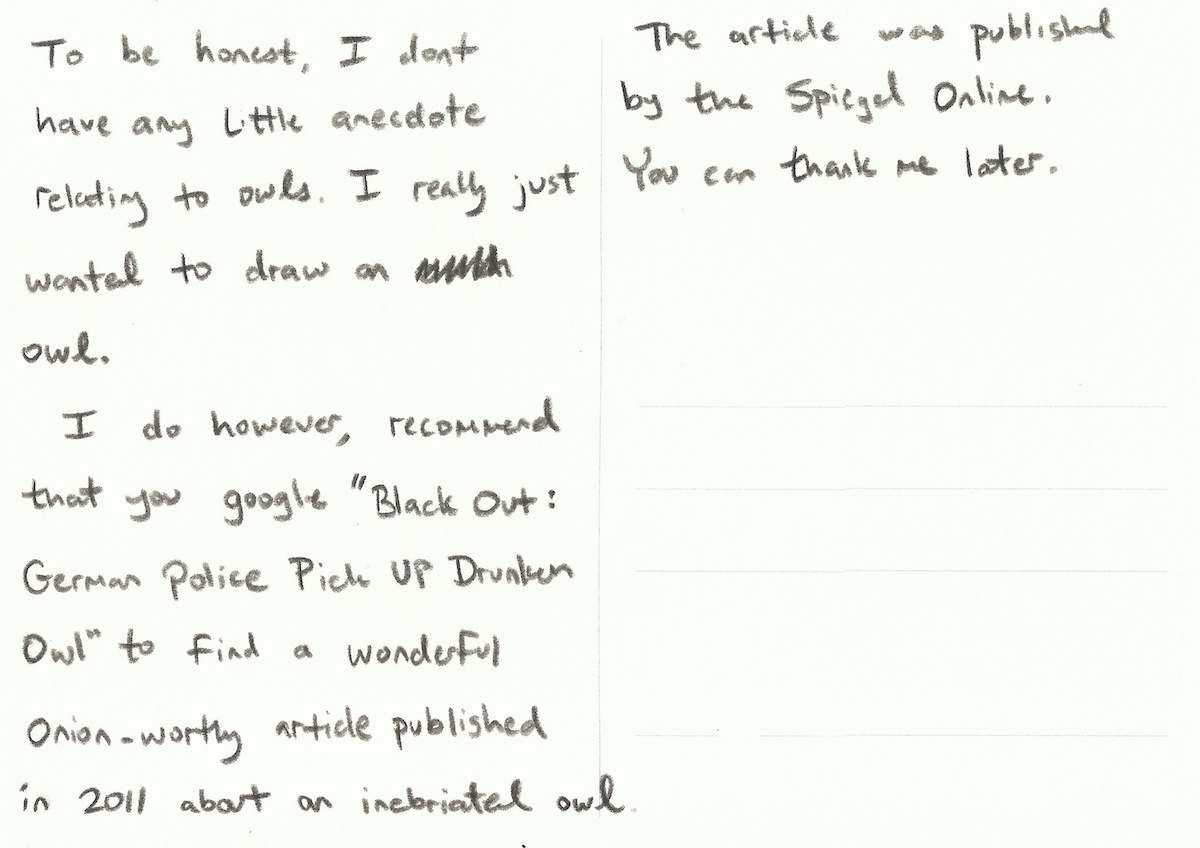 To be honest, I dont
have any little anecdote
relating to owls. I really just
wanted to draw an
owl.
I do however, recommend
that you google "Black Out:
German Police Pick UP Drunken
Owl" to find a wonderful
Onion-worthy article published
in 2011 about an inebriated owl.
The article was published
by the Spiegel Online.
You can thank me later.